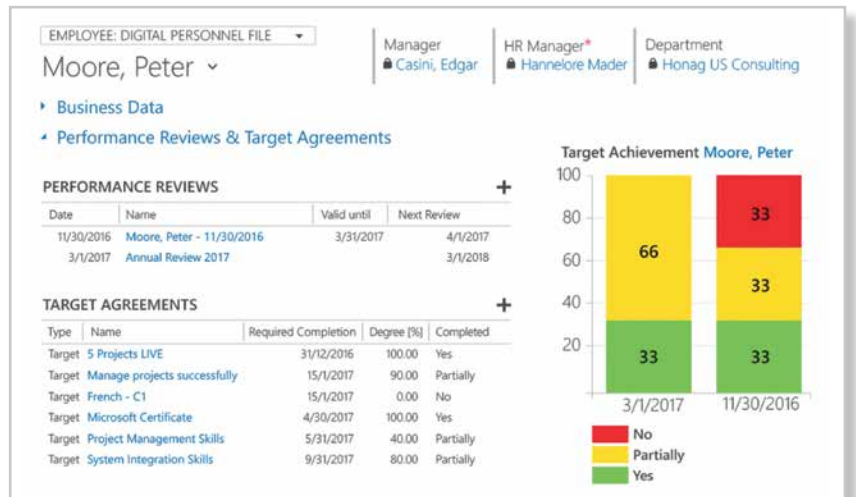 EMPLOYEE: DIGITAL PERSONNEL FILE
Moore, Peter
Manager
Casini, Edgar
HR Manager*
Hannelore Mader
Department
Honag US Consulting
Business Data
Performance Reviews & Target Agreements
PERFORMANCE REVIEWS
+
Date Name Valid until Next Review
11/30/2016 Moore, Peter - 11/30/2016 3/31/2017 4/1/2017
3/1/2017 Annual Review 2017 3/1/2018
TARGET AGREEMENTS
+
Type Name Required Completion Degree [%] Completed
Target 5 Projects LIVE 31/12/2016 100.00 Yes
Target Manage projects successfully 15/1/2017 90.00 Partially
Target French - C1 15/1/2017 0.00 No
Target Microsoft Certificate 4/30/2017 100.00 Yes
Target Project Management Skills 5/31/2017 40.00 Partially
Target System Integration Skills 9/31/2017 80.00 Partially
Target Achievement Moore, Peter
100
80
60
40
20
66
33
33
33
33
3/1/2017 11/30/2016
No
Partially
Yes